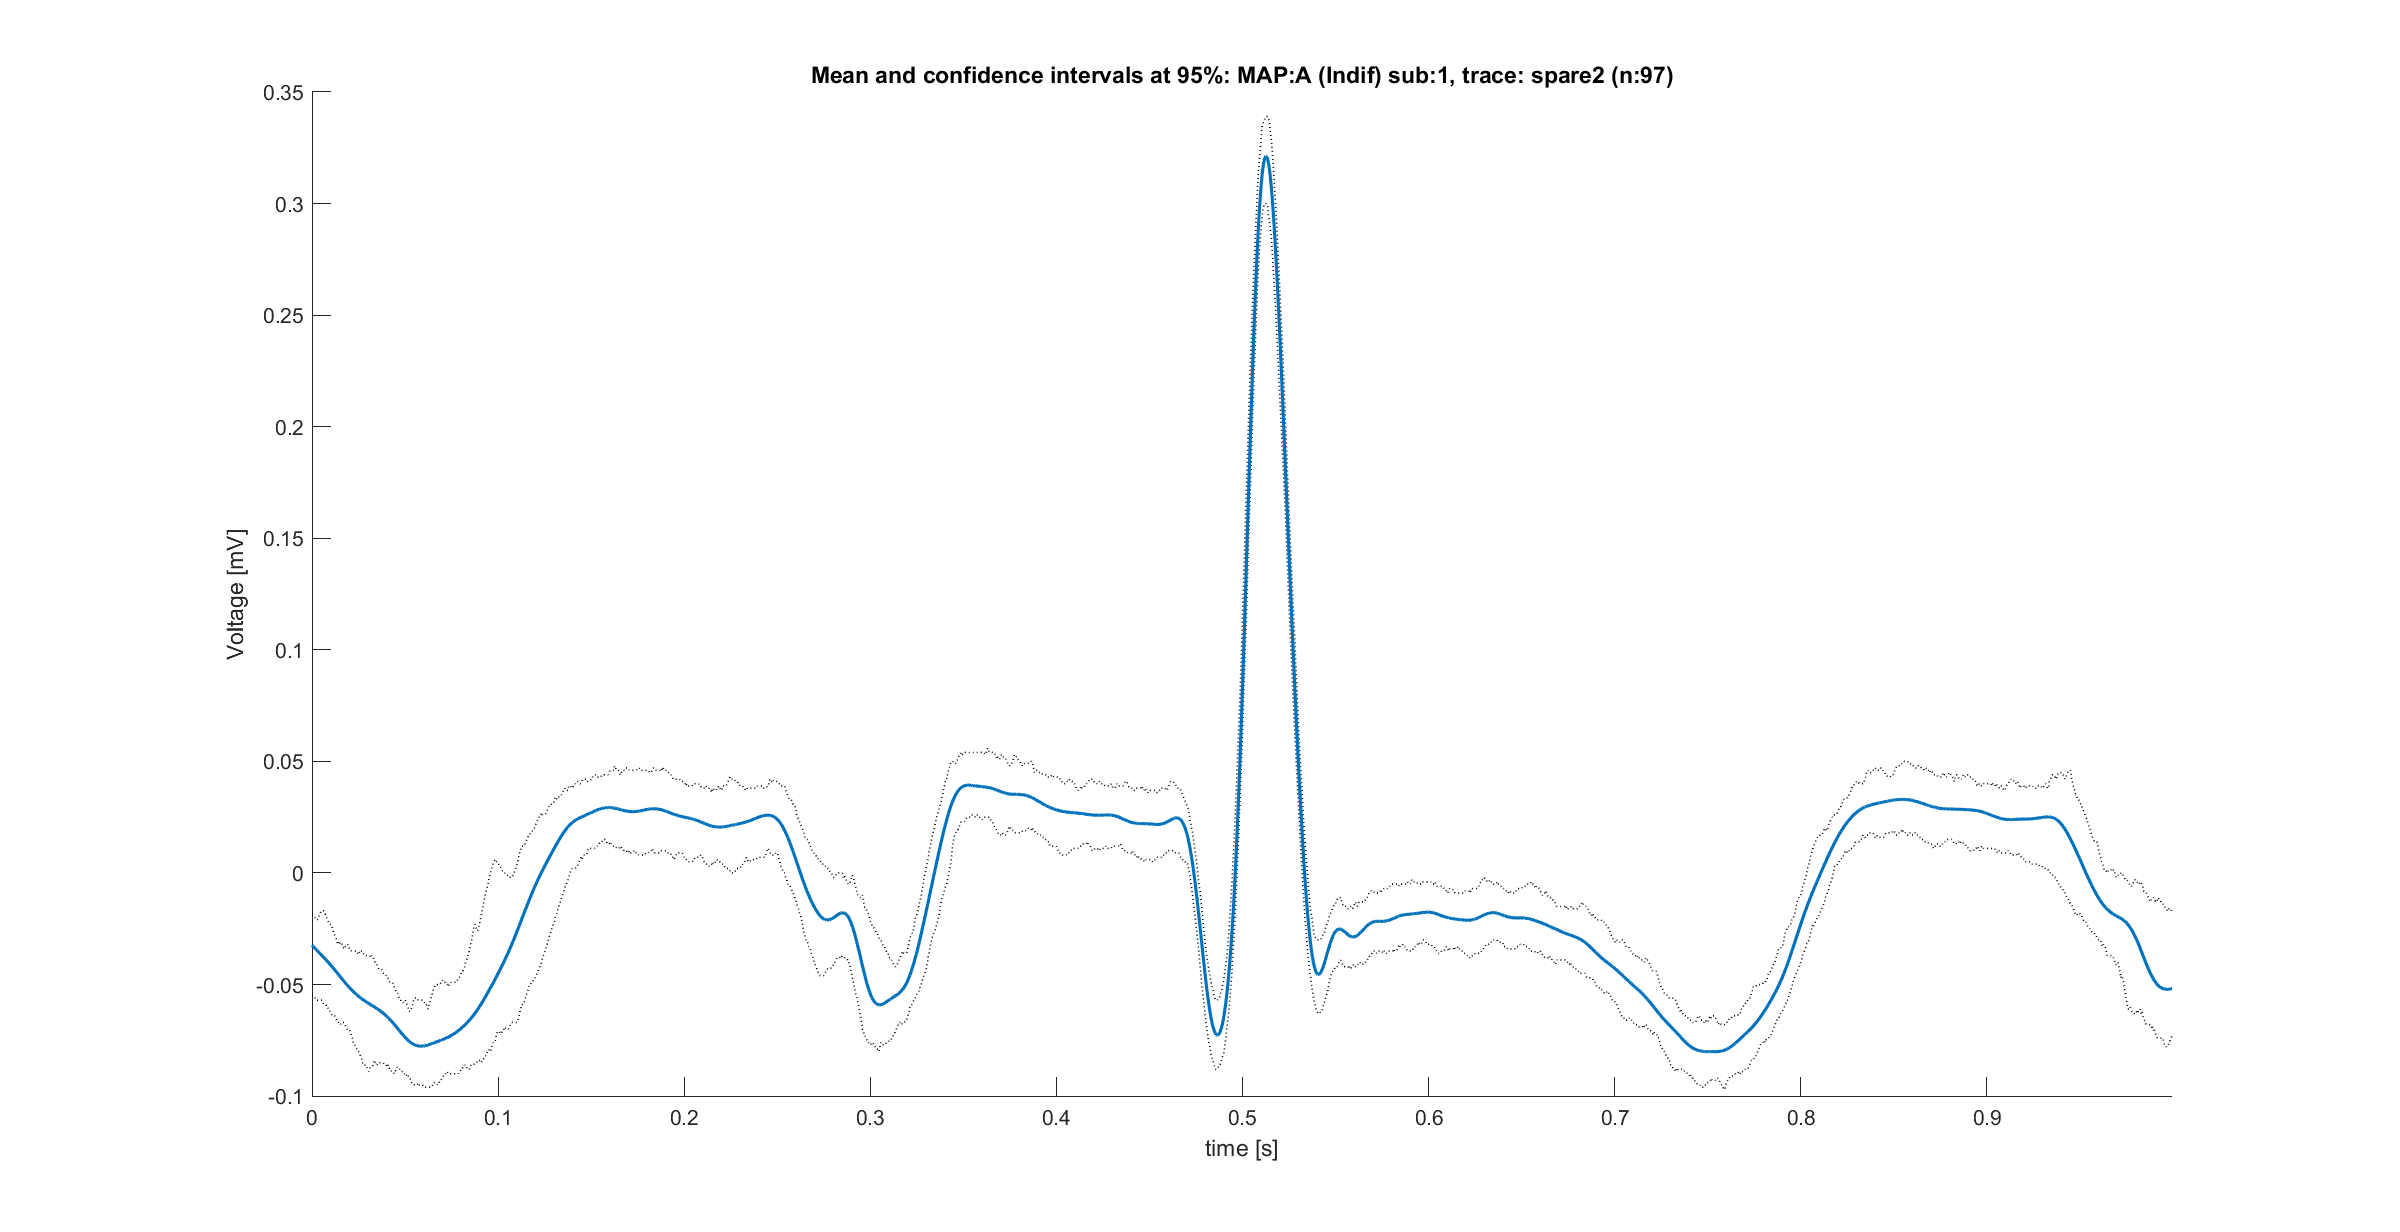 Mean and confidence intervals at 95%: MAP:A (Indif) sub:1, trace: spare2 (n:97)
0.35
0.3
0.25
0.2
0.15
0.1
0.05
0
-0.05
-0.1
Voltage [mV]
0 0.1 0.2 0.3 0.4 0.5 0.6 0.7 0.8 0.9
time [s]